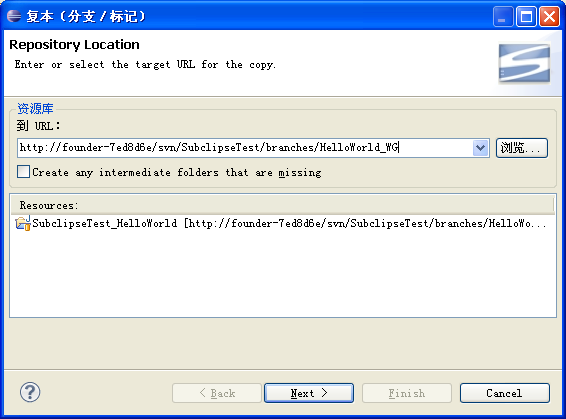 复本（分支／标记）
Repository Location
Enter or select the target URL for the copy.
资源库
到 URL：
http://founder-7ed8d6e/svn/SubclipseTest/branches/HelloWorld_WG
浏览...
Create any intermediate folders that are missing
Resources:
SubclipseTest_HelloWorld [http://founder-7ed8d6e/svn/SubclipseTest/branches/HelloWo...
? < Back Next > Finish Cancel